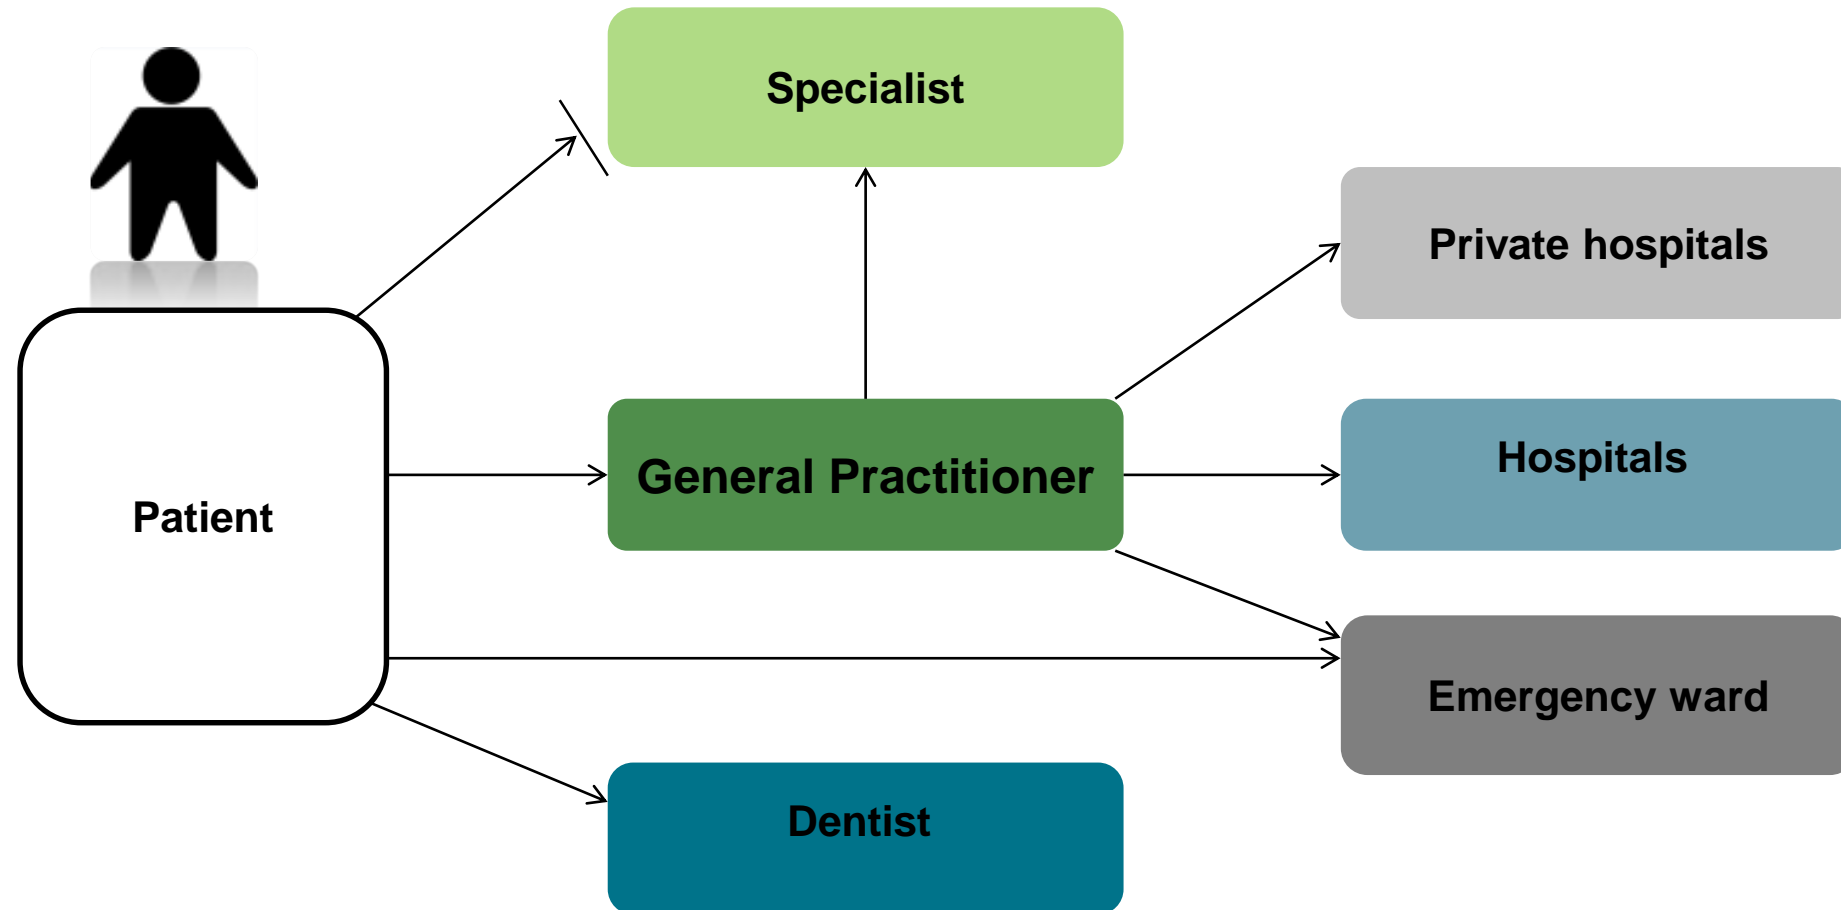 Specialist
Private hospitals
General Practitioner
Hospitals
Patient
Emergency ward
Dentist